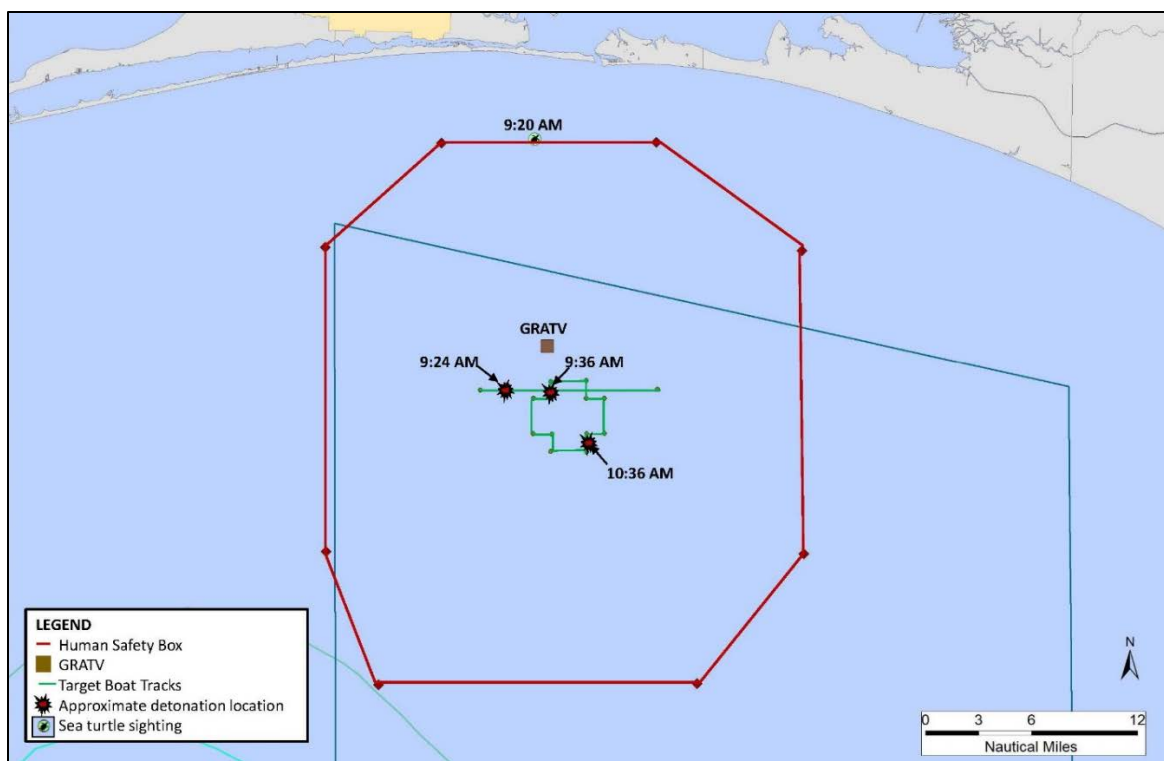 9:20 AM
GRATV
9:24 AM
9:36 AM
10:36 AM
LEGEND
Human Safety Box
GRATV
Target Boat Tracks
Approximate detonation location
Sea turtle sighting
N
0 3 6 12
Nautical Miles